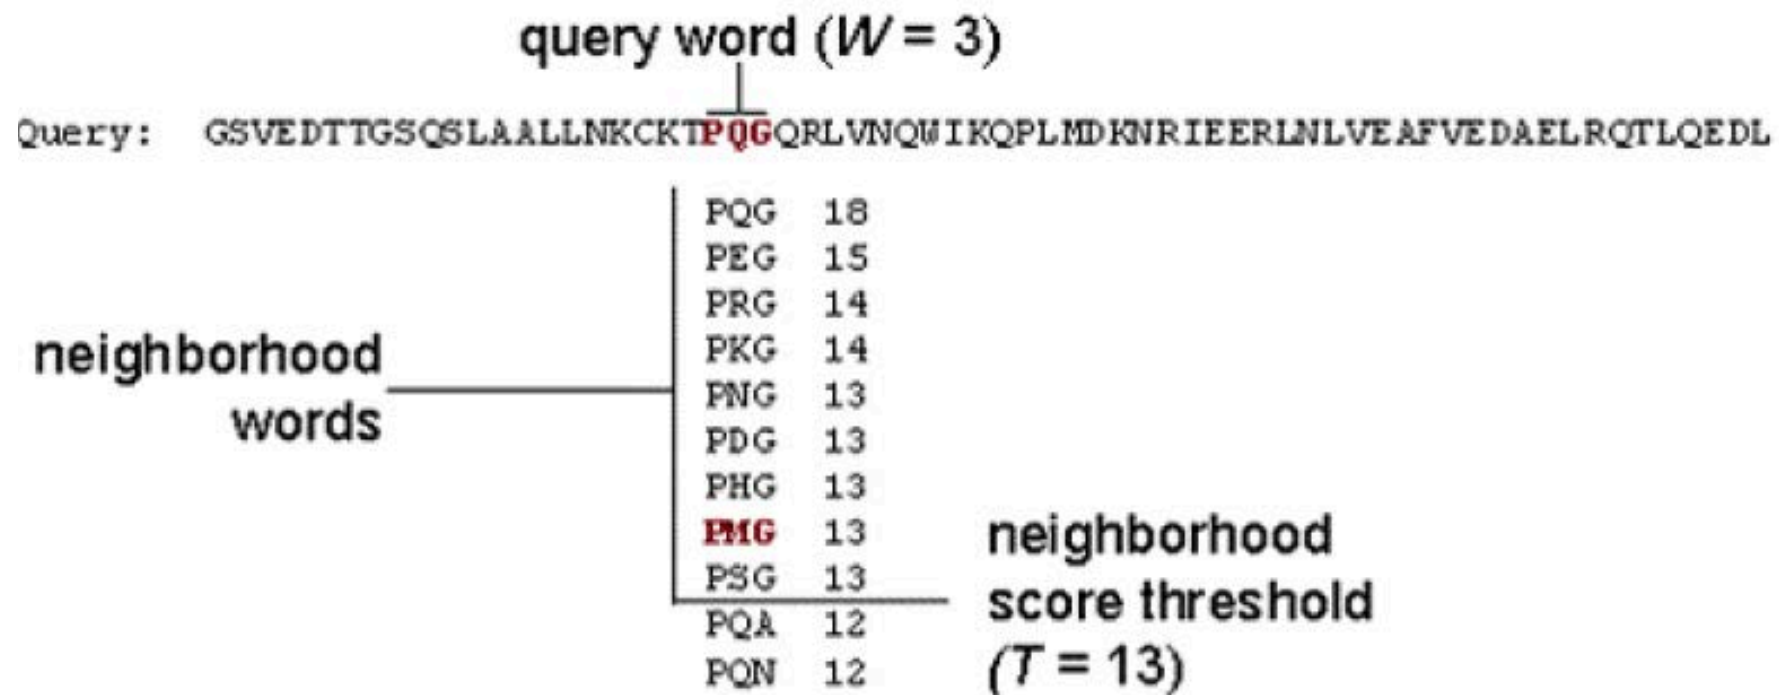 query word (W = 3)
Query: GSVEDTTGSQSLAALLNKCKTPQGQRLVNQWIKQPLMDKNRIEERLNLVEAFVEDAELRQTLQEDL
PQG 18
PEG 15
PRG 14
PKG 14
PNG 13
PDG 13
PHG 13
PMG 13
PSG 13
PQA 12
PQN 12
neighborhood
words
neighborhood
score threshold
(T = 13)